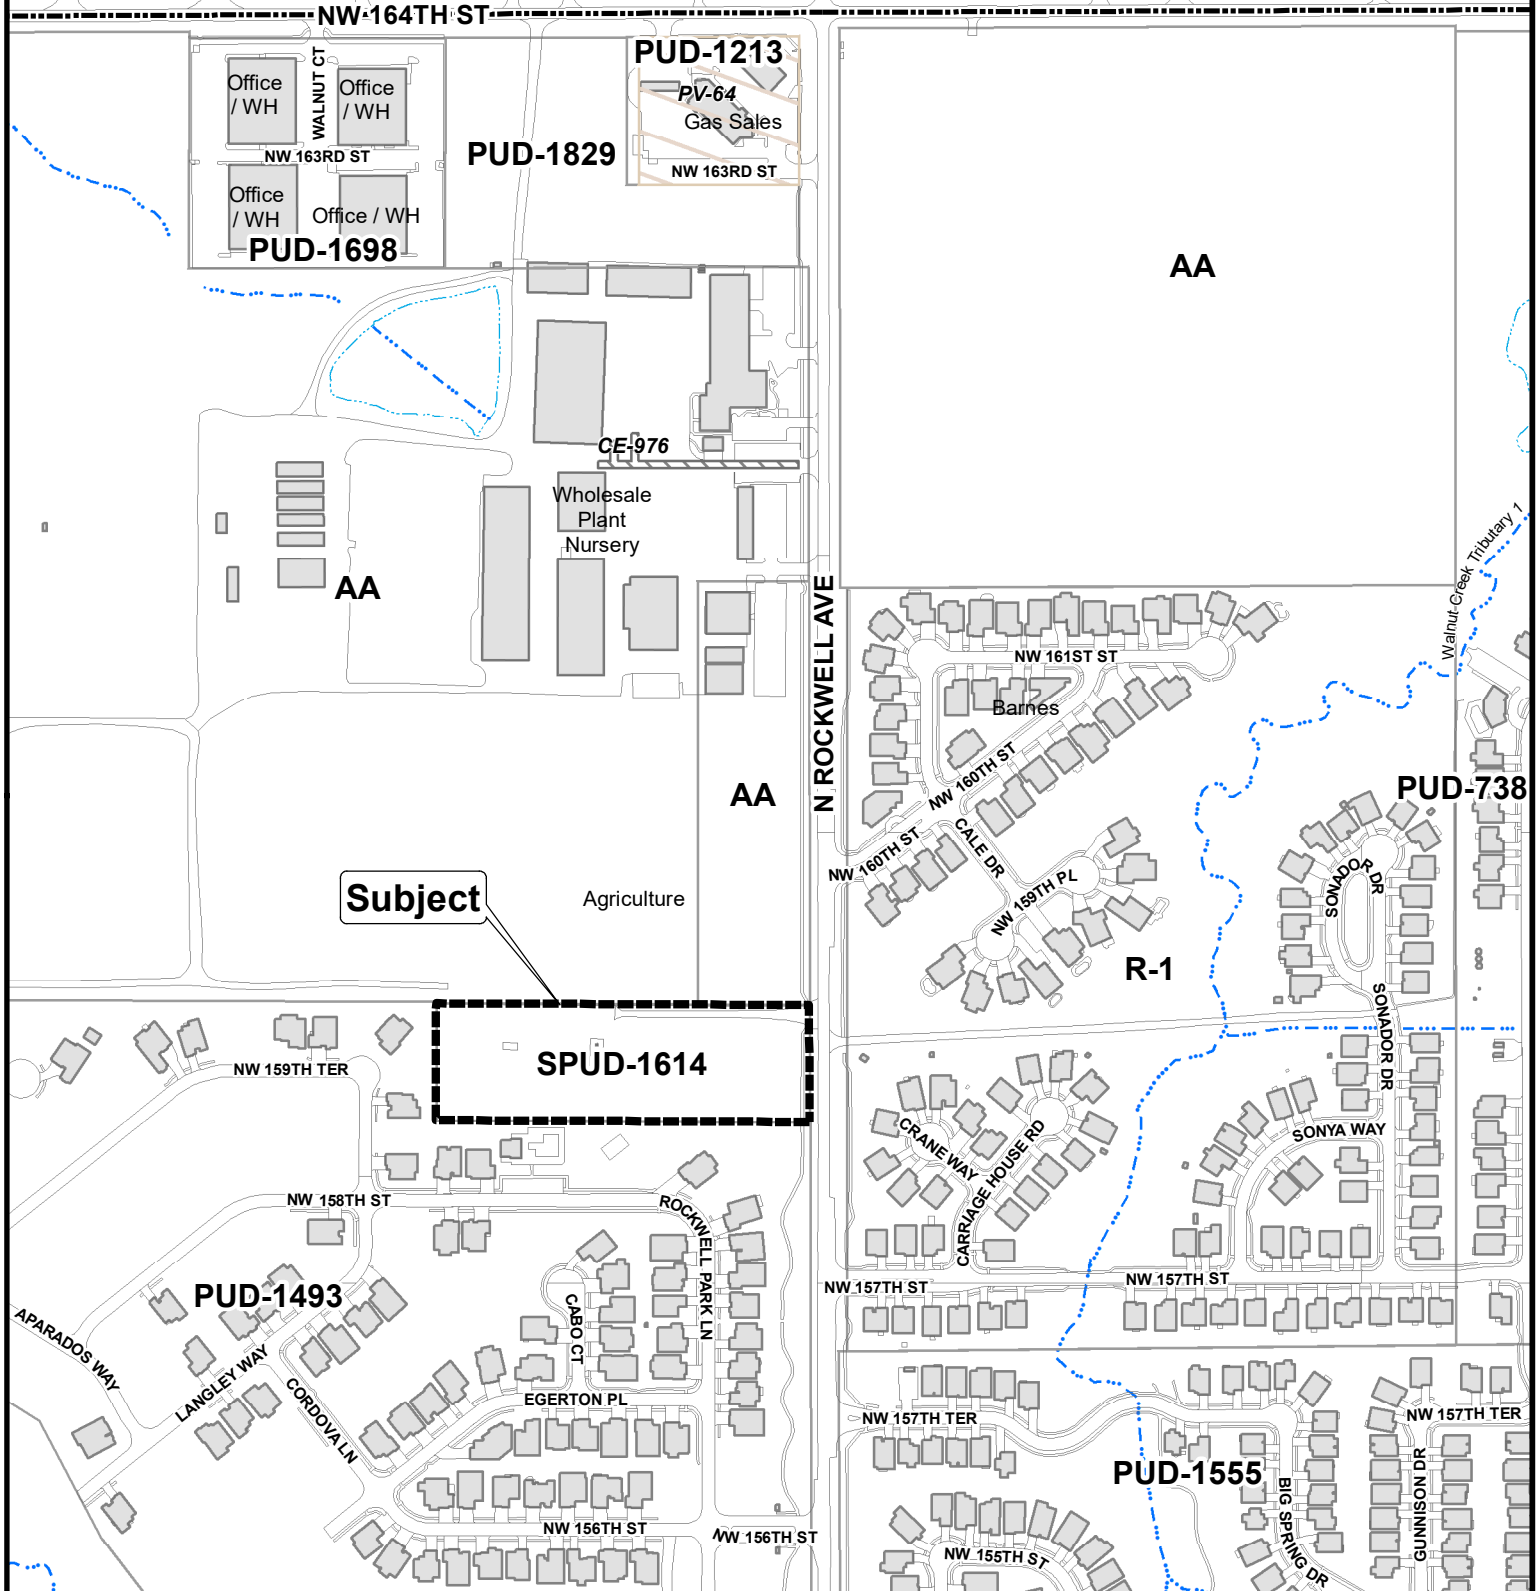 NW 164TH ST
WALNUT CT
PUD-1213
Office
/ WH
Office
/ WH
PV-64
Gas Sales
NW 163RD ST
PUD-1829
NW 163RD ST
Office
/ WH
Office / WH
PUD-1698
AA
CE-976
Wholesale
Plant
Nursery
Walnut Creek Tributary 1
AA
N ROCKWELL AVE
NW 161ST ST
Barnes
NW 160TH ST
PUD-738
AA
CALE DR
NW 160TH ST
SONADOR DR
NW 159TH PL
Subject
Agriculture
R-1
SONADOR DR
SPUD-1614
NW 159TH TER
CRANE WAY
CARRIAGE HOUSE RD
SONYA WAY
NW 158TH ST
ROCKWELL PARK LN
PUD-1493
NW 157TH ST
NW 157TH ST
CABO CT
APARADOS WAY
LANGLEY WAY
CORDOVA LN
EGERTON PL
NW 157TH TER
NW 157TH TER
PUD-1555
GUNNISON DR
BIG SPRING DR
NW 156TH ST
NW 156TH ST
NW 155TH ST